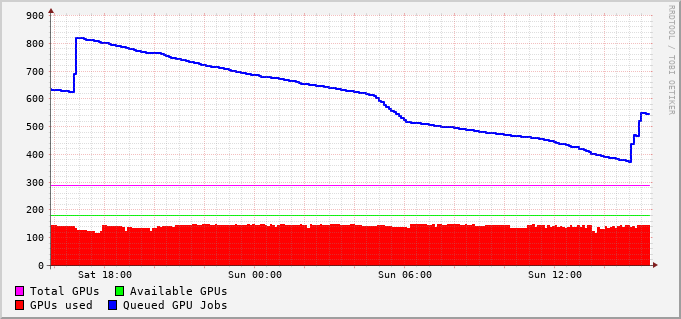 900
800
700
600
500
400
300
200
100
0
Sat 18:00 Sun 00:00 Sun 06:00 Sun 12:00
Total GPUs Available GPUs
GPUs used Queued GPU Jobs
RRDTOOL / TOBI OETIKER